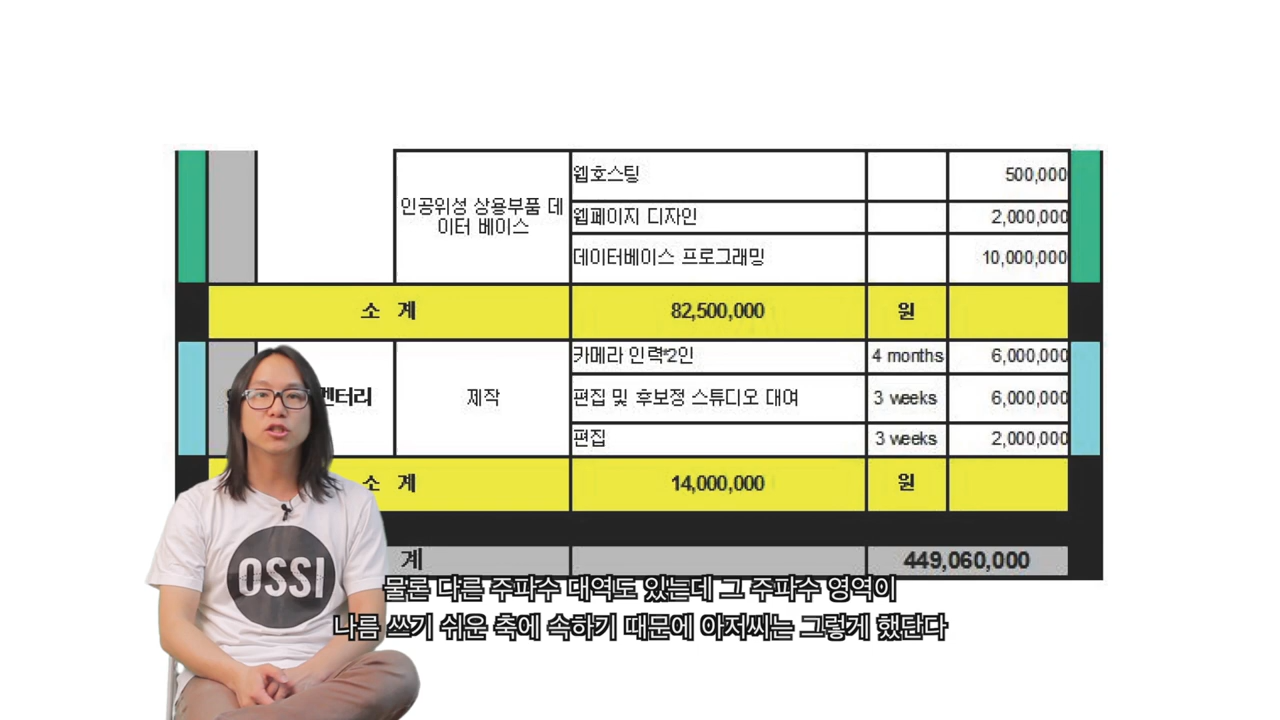 웹호스팅 500,000
인공위성 상용부품 데
이터 베이스
웹페이지 디자인 2,000,000
데이터베이스 프로그래밍 10,000,000
소 계 82,500,000 원
카메라 인력*2인 4 months 6,000,000
멘터리 제작 편집 및 후보정 스튜디오 대여 3 weeks 6,000,000
편집 3 weeks 2,000,000
소 계 14,000,000 원
계 449,060,000
OSSI
물론 다른 주파수 대역도 있는데 그 주파수 영역이
나름 쓰기 쉬운 축에 속하기 때문에 아저씨는 그렇게 했단다